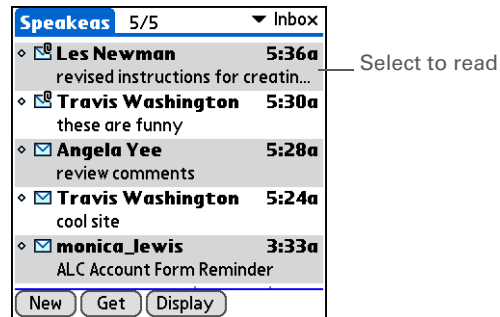 Speakeas 5/5 Inbox
Les Newman 5:36a
revised instructions for creatin...
Select to read
Travis Washington 5:30a
these are funny
Angela Yee 5:28a
review comments
Travis Washington 5:24a
cool site
monica_lewis 3:33a
ALC Account Form Reminder
New Get Display